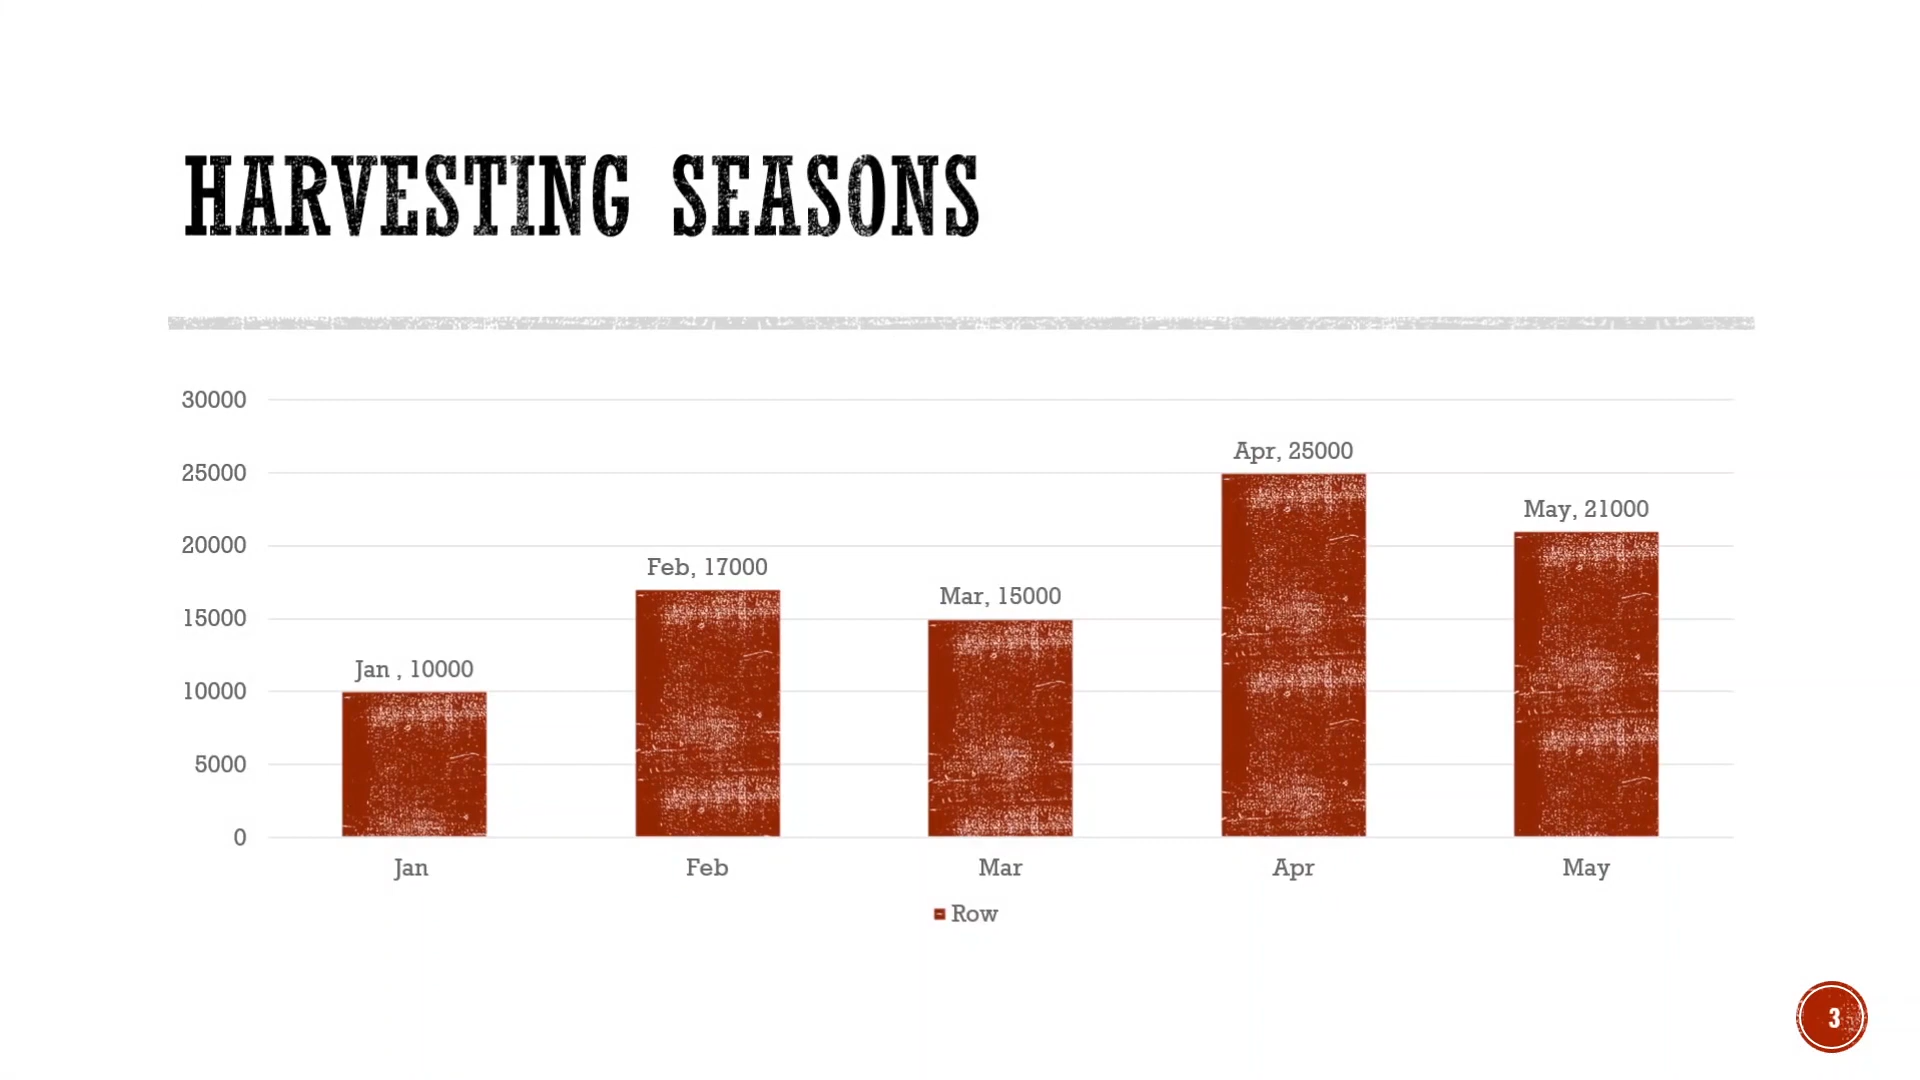 HARVESTING SEASONS
30000
25000
20000
15000
10000
5000
0
Jan , 10000
Feb, 17000
Mar, 15000
Apr, 25000
May, 21000
Jan Feb Mar Apr May
Row
3